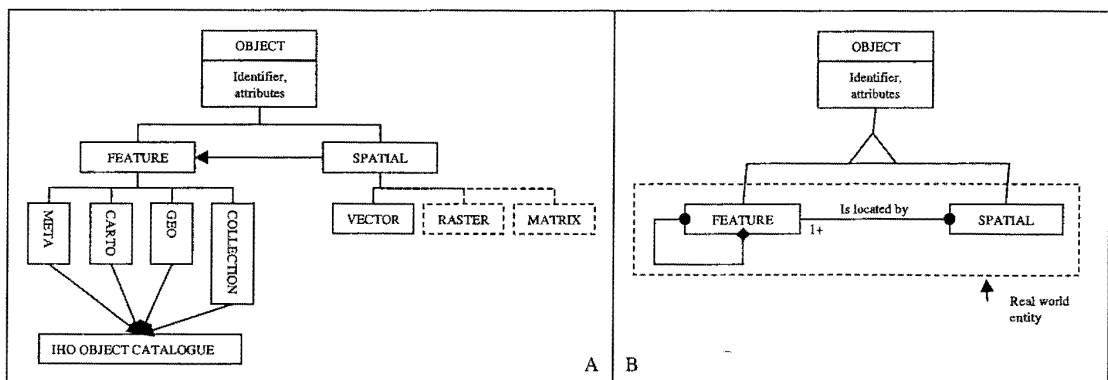 OBJECT
Identifier,
attributes
FEATURE
SPATIAL
META
CARTO
GEO
COLLECTION
VECTOR
RASTER
MATRIX
IHO OBJECT CATALOGUE
A
OBJECT
Identifier,
attributes
FEATURE
Is located by
1+
SPATIAL
Real world
entity
B